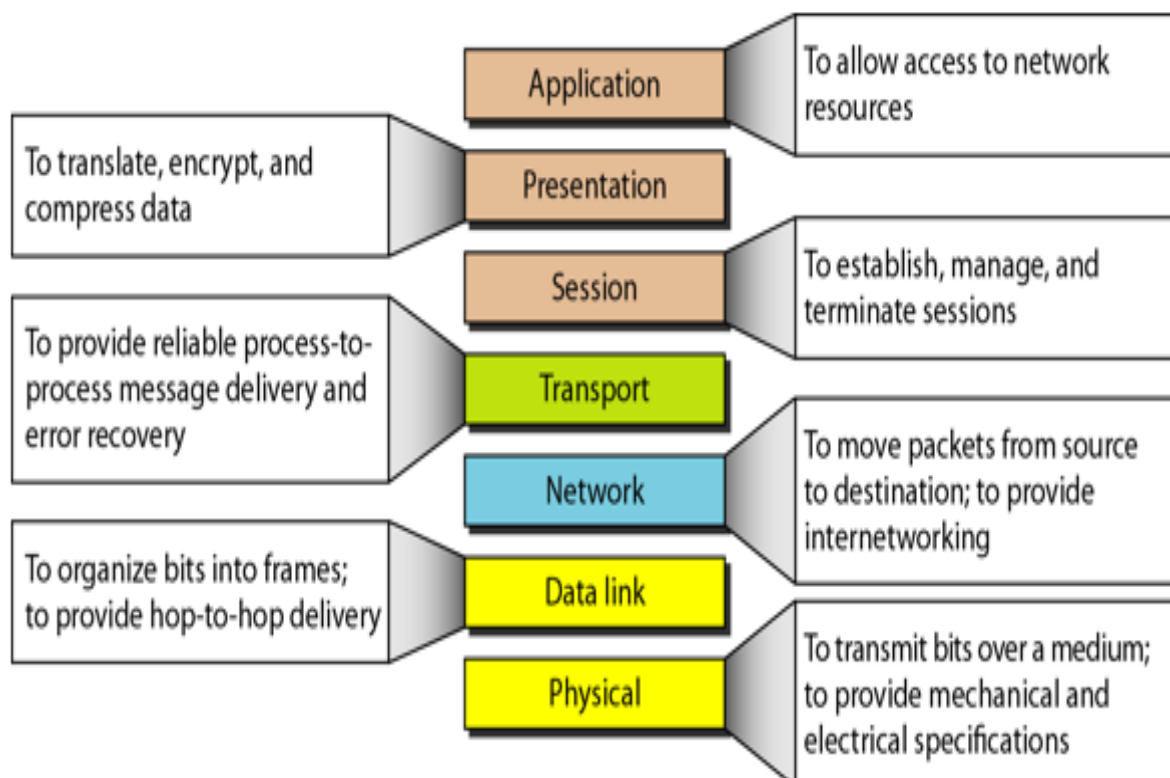 Application
To allow access to network
resources
To translate, encrypt, and
compress data
Presentation
Session
To establish, manage, and
terminate sessions
To provide reliable process-to-
process message delivery and
error recovery
Transport
Network
To move packets from source
to destination; to provide
internetworking
To organize bits into frames;
to provide hop-to-hop delivery
Data link
Physical
To transmit bits over a medium;
to provide mechanical and
electrical specifications